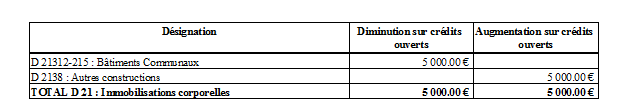 Désignation Diminution sur crédits ouverts Augmentation sur crédits ouverts
D 21312-215 : Bâtiments Communaux 5 000.00 €
D 2138 : Autres constructions 5 000.00 €
TOTAL D 21 : Immobilisations corporelles 5 000.00 € 5 000.00 €